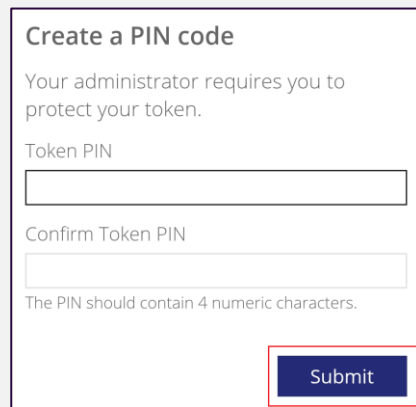 Create a PIN code
Your administrator requires you to
protect your token.
Token PIN
Confirm Token PIN
The PIN should contain 4 numeric characters.
Submit